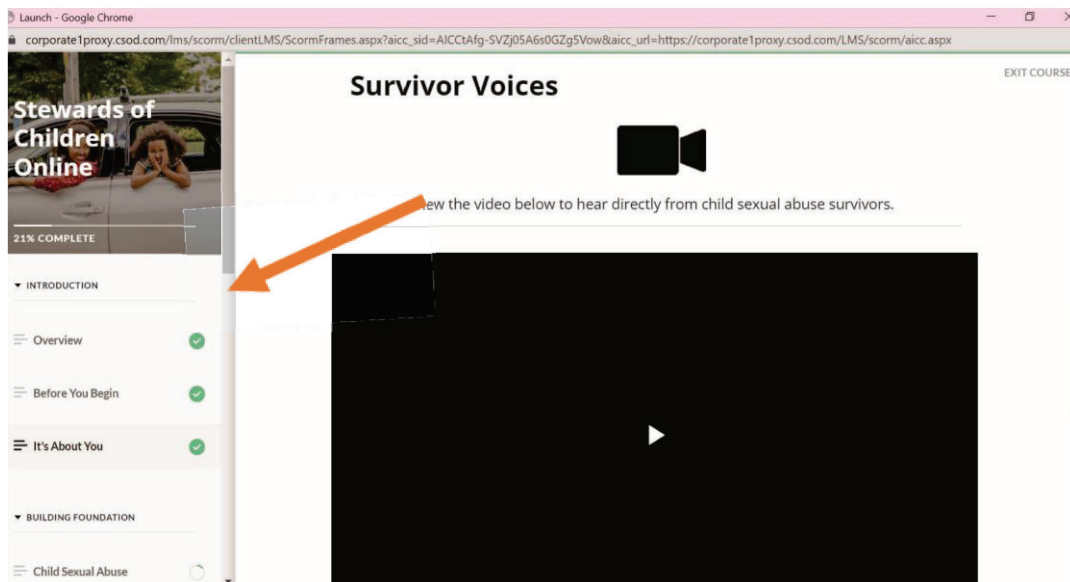 Launch - Google Chrome
corporate1proxy.csod.com/lms/scorm/clientLMS/ScormFrames.aspx?aicc_sid=AICCtAfg-SVZj05A6s0GZg5Vow&aicc_url=https://corporate1proxy.csod.com/LMS/scorm/aicc.aspx
Stewards of
Children
Online
21% COMPLETE
INTRODUCTION
Overview
Before You Begin
It's About You
BUILDING FOUNDATION
Child Sexual Abuse
EXIT COURSE
Survivor Voices
the video below to hear directly from child sexual abuse survivors.